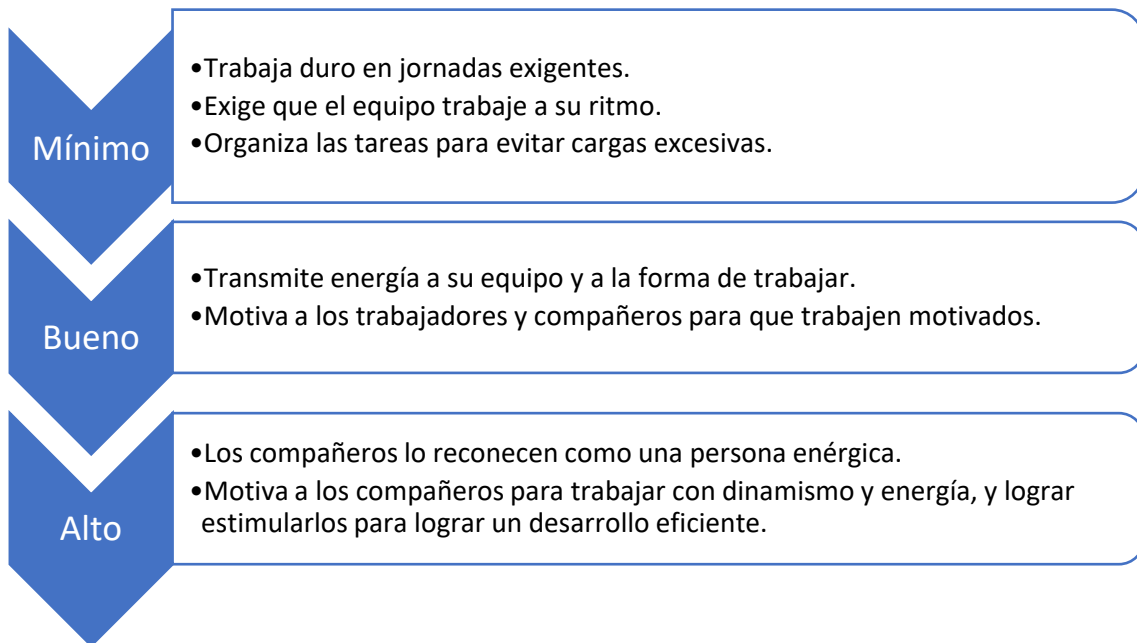 Mínimo
•Trabaja duro en jornadas exigentes.
•Exige que el equipo trabaje a su ritmo.
•Organiza las tareas para evitar cargas excesivas.
Bueno
•Transmite energía a su equipo y a la forma de trabajar.
•Motiva a los trabajadores y compañeros para que trabajen motivados.
Alto
•Los compañeros lo reconecen como una persona enérgica.
•Motiva a los compañeros para trabajar con dinamismo y energía, y lograr
estimularlos para lograr un desarrollo eficiente.